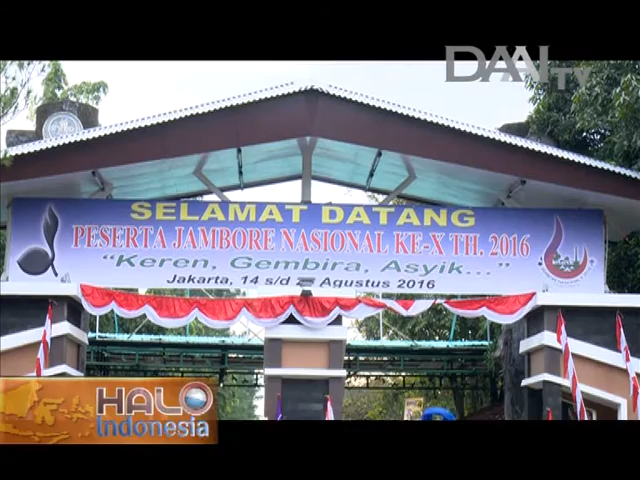 DAAI TV
SELAMAT DATANG
PESERTA JAMBORE NASIONAL KE-X TH. 2016
"Keren, Gembira, Asyik..."
Jakarta, 14 s/d Agustus 2016
HALO
Indonesia